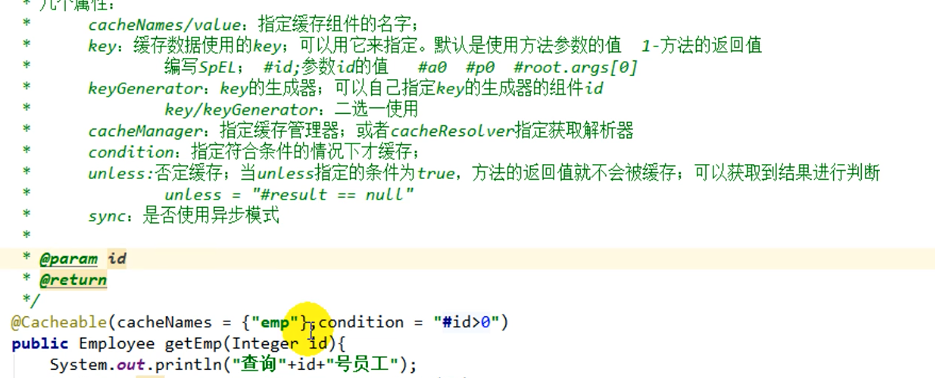 * 几个属性：
* cacheNames/value：指定缓存组件的名字;
* key：缓存数据使用的key；可以用它来指定。默认是使用方法参数的值 1-方法的返回值
* 编写SpEL； #id;参数id的值 #a0 #p0 #root.args[0]
* keyGenerator：key的生成器；可以自己指定key的生成器的组件id
* key/keyGenerator：二选一使用
* cacheManager：指定缓存管理器；或者cacheResolver指定获取解析器
* condition：指定符合条件的情况下才缓存；
* unless:否定缓存；当unless指定的条件为true，方法的返回值就不会被缓存；可以获取到结果进行判断
* unless = "#result == null"
* sync：是否使用异步模式
*
* @param id
* @return
*/
@Cacheable(cacheNames = {"emp"},condition = "#id>0")
public Employee getEmp(Integer id){
System.out.println("查询"+id+"号员工");